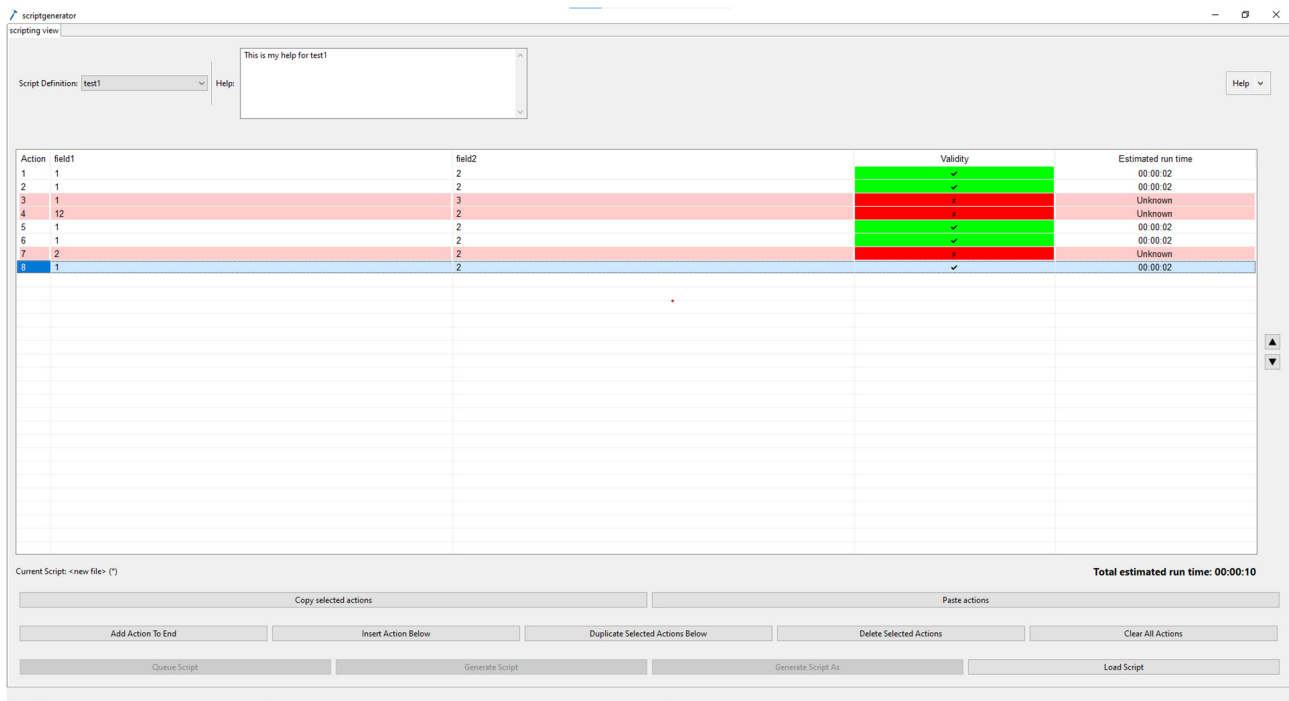 scriptgenerator
scripting view
This is my help for test1
Script Definition: test1 Help:
Help
Action field1 field2 Validity Estimated run time
1 1 2 ✔ 00:00:02
2 1 2 ✔ 00:00:02
3 1 3 ✗ Unknown
4 12 2 ✗ Unknown
5 1 2 ✔ 00:00:02
6 1 2 ✔ 00:00:02
7 2 2 ✗ Unknown
8 1 2 ✔ 00:00:02
Current Script: <new file> (*) Total estimated run time: 00:00:10
Copy selected actions Paste actions
Add Action To End Insert Action Below Duplicate Selected Actions Below Delete Selected Actions Clear All Actions
Queue Script Generate Script Generate Script As Load Script